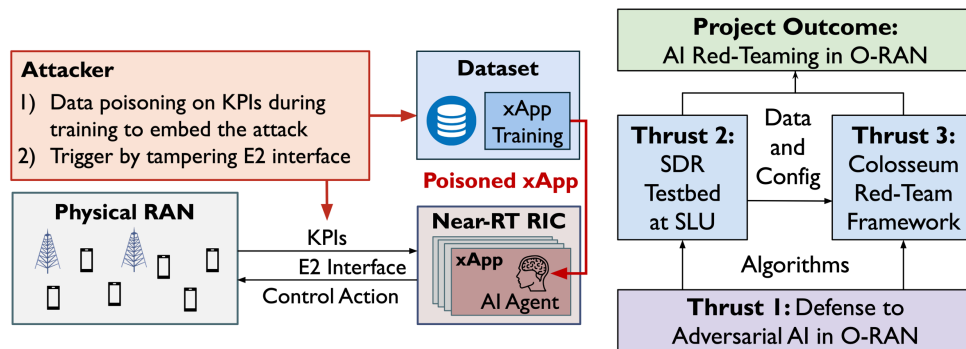 Attacker
1) Data poisoning on KPIs during
training to embed the attack
2) Trigger by tampering E2 interface
Dataset
xApp
Training
Poisoned xApp
Physical RAN
KPIs
E2 Interface
Control Action
Near-RT RIC
xApp
AI Agent
Project Outcome:
AI Red-Teaming in O-RAN
Thrust 2:
SDR
Testbed
at SLU
Data
and
Config
Thrust 3:
Colosseum
Red-Team
Framework
Algorithms
Thrust 1: Defense to
Adversarial AI in O-RAN